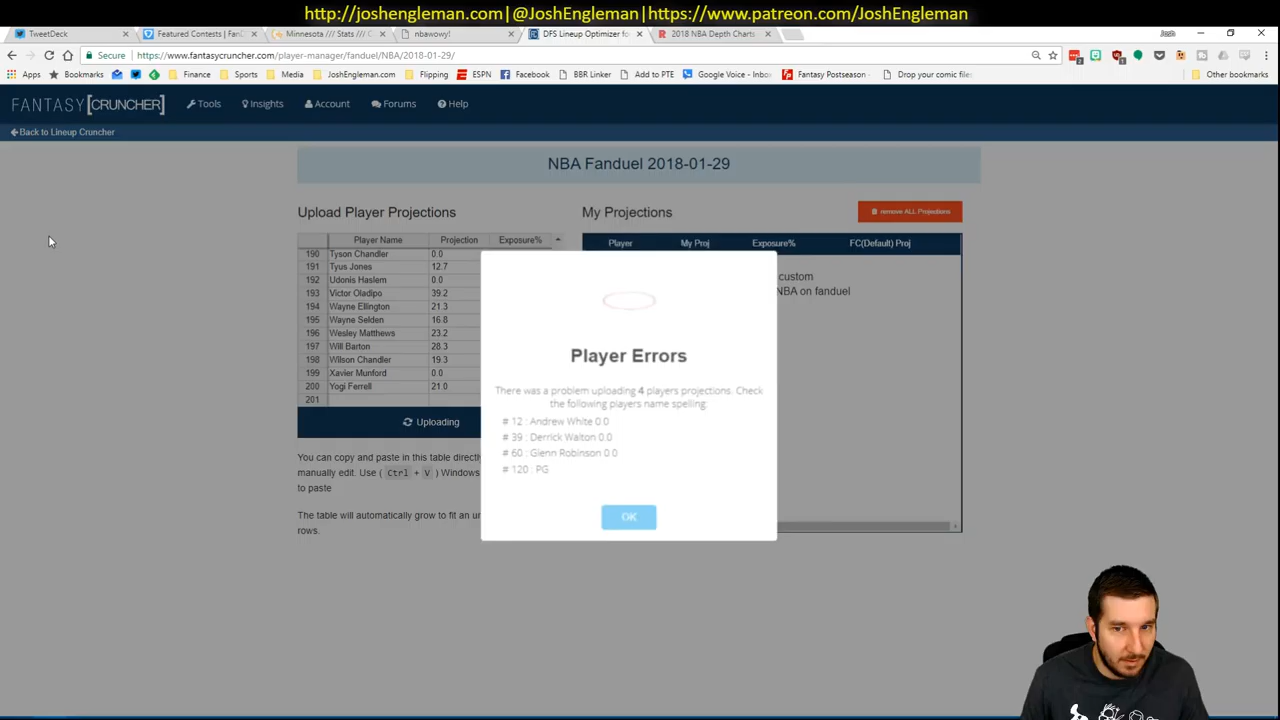 http://joshengleman.com|@JoshEngleman|https://www.patreon.com/JoshEngleman
TweetDeck
Featured Contests | Fan
Minnesota /// Stats /// C
nbawowy!
DFS Lineup Optimizer fo
2018 NBA Depth Charts
Josh
Secure
https://www.fantasycruncher.com/player-manager/fanduel/NBA/2018-01-29/
Apps
Bookmarks
Finance
Sports
Media
JoshEngleman.com
Flipping
ESPN
Facebook
BBR Linker
Add to PTE
Google Voice - Inbo
Fantasy Postseason -
Drop your comic files
Other bookmarks
FANTASY[CRUNCHER]
Tools
Insights
Account
Forums
Help
Back to Lineup Cruncher
NBA Fanduel 2018-01-29
Upload Player Projections
My Projections
remove ALL Projections
Player Name Projection Exposure%
190 Tyson Chandler 0.0
191 Tyus Jones 12.7
192 Udonis Haslem 0.0
193 Victor Oladipo 39.2
194 Wayne Ellington 21.3
195 Wayne Selden 16.8
196 Wesley Matthews 23.2
197 Will Barton 28.3
198 Wilson Chandler 19.3
199 Xavier Munford 0.0
200 Yogi Ferrell 21.0
201
Uploading
You can copy and paste in this table directly
manually edit. Use ( Ctrl + V ) Windows
to paste
The table will automatically grow to fit an
rows.
Player My Proj Exposure% FC(Default) Proj
custom
NBA on fanduel
Player Errors
There was a problem uploading 4 players projections. Check
the following players name spelling:
# 12 : Andrew White 0.0
# 39 : Derrick Walton 0.0
# 60 : Glenn Robinson 0.0
# 120 : PG
OK